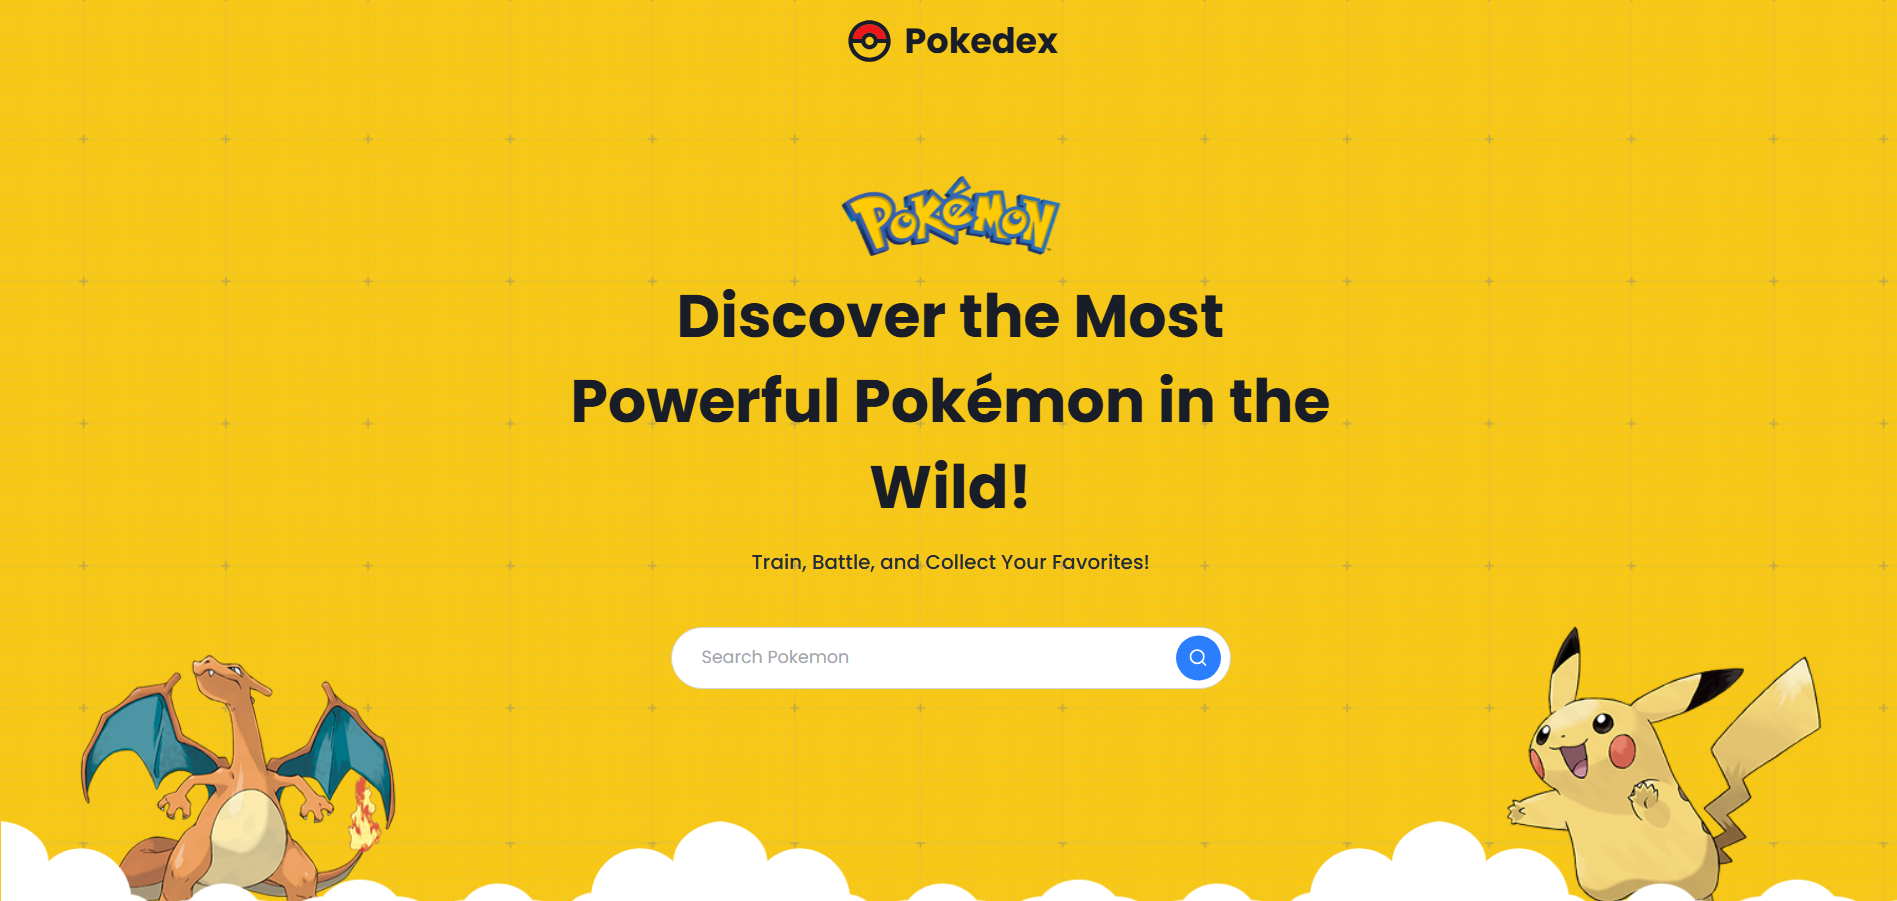 Pokedex
POKéMON
Discover the Most
Powerful Pokémon in the
Wild!
Train, Battle, and Collect Your Favorites!
Search Pokemon